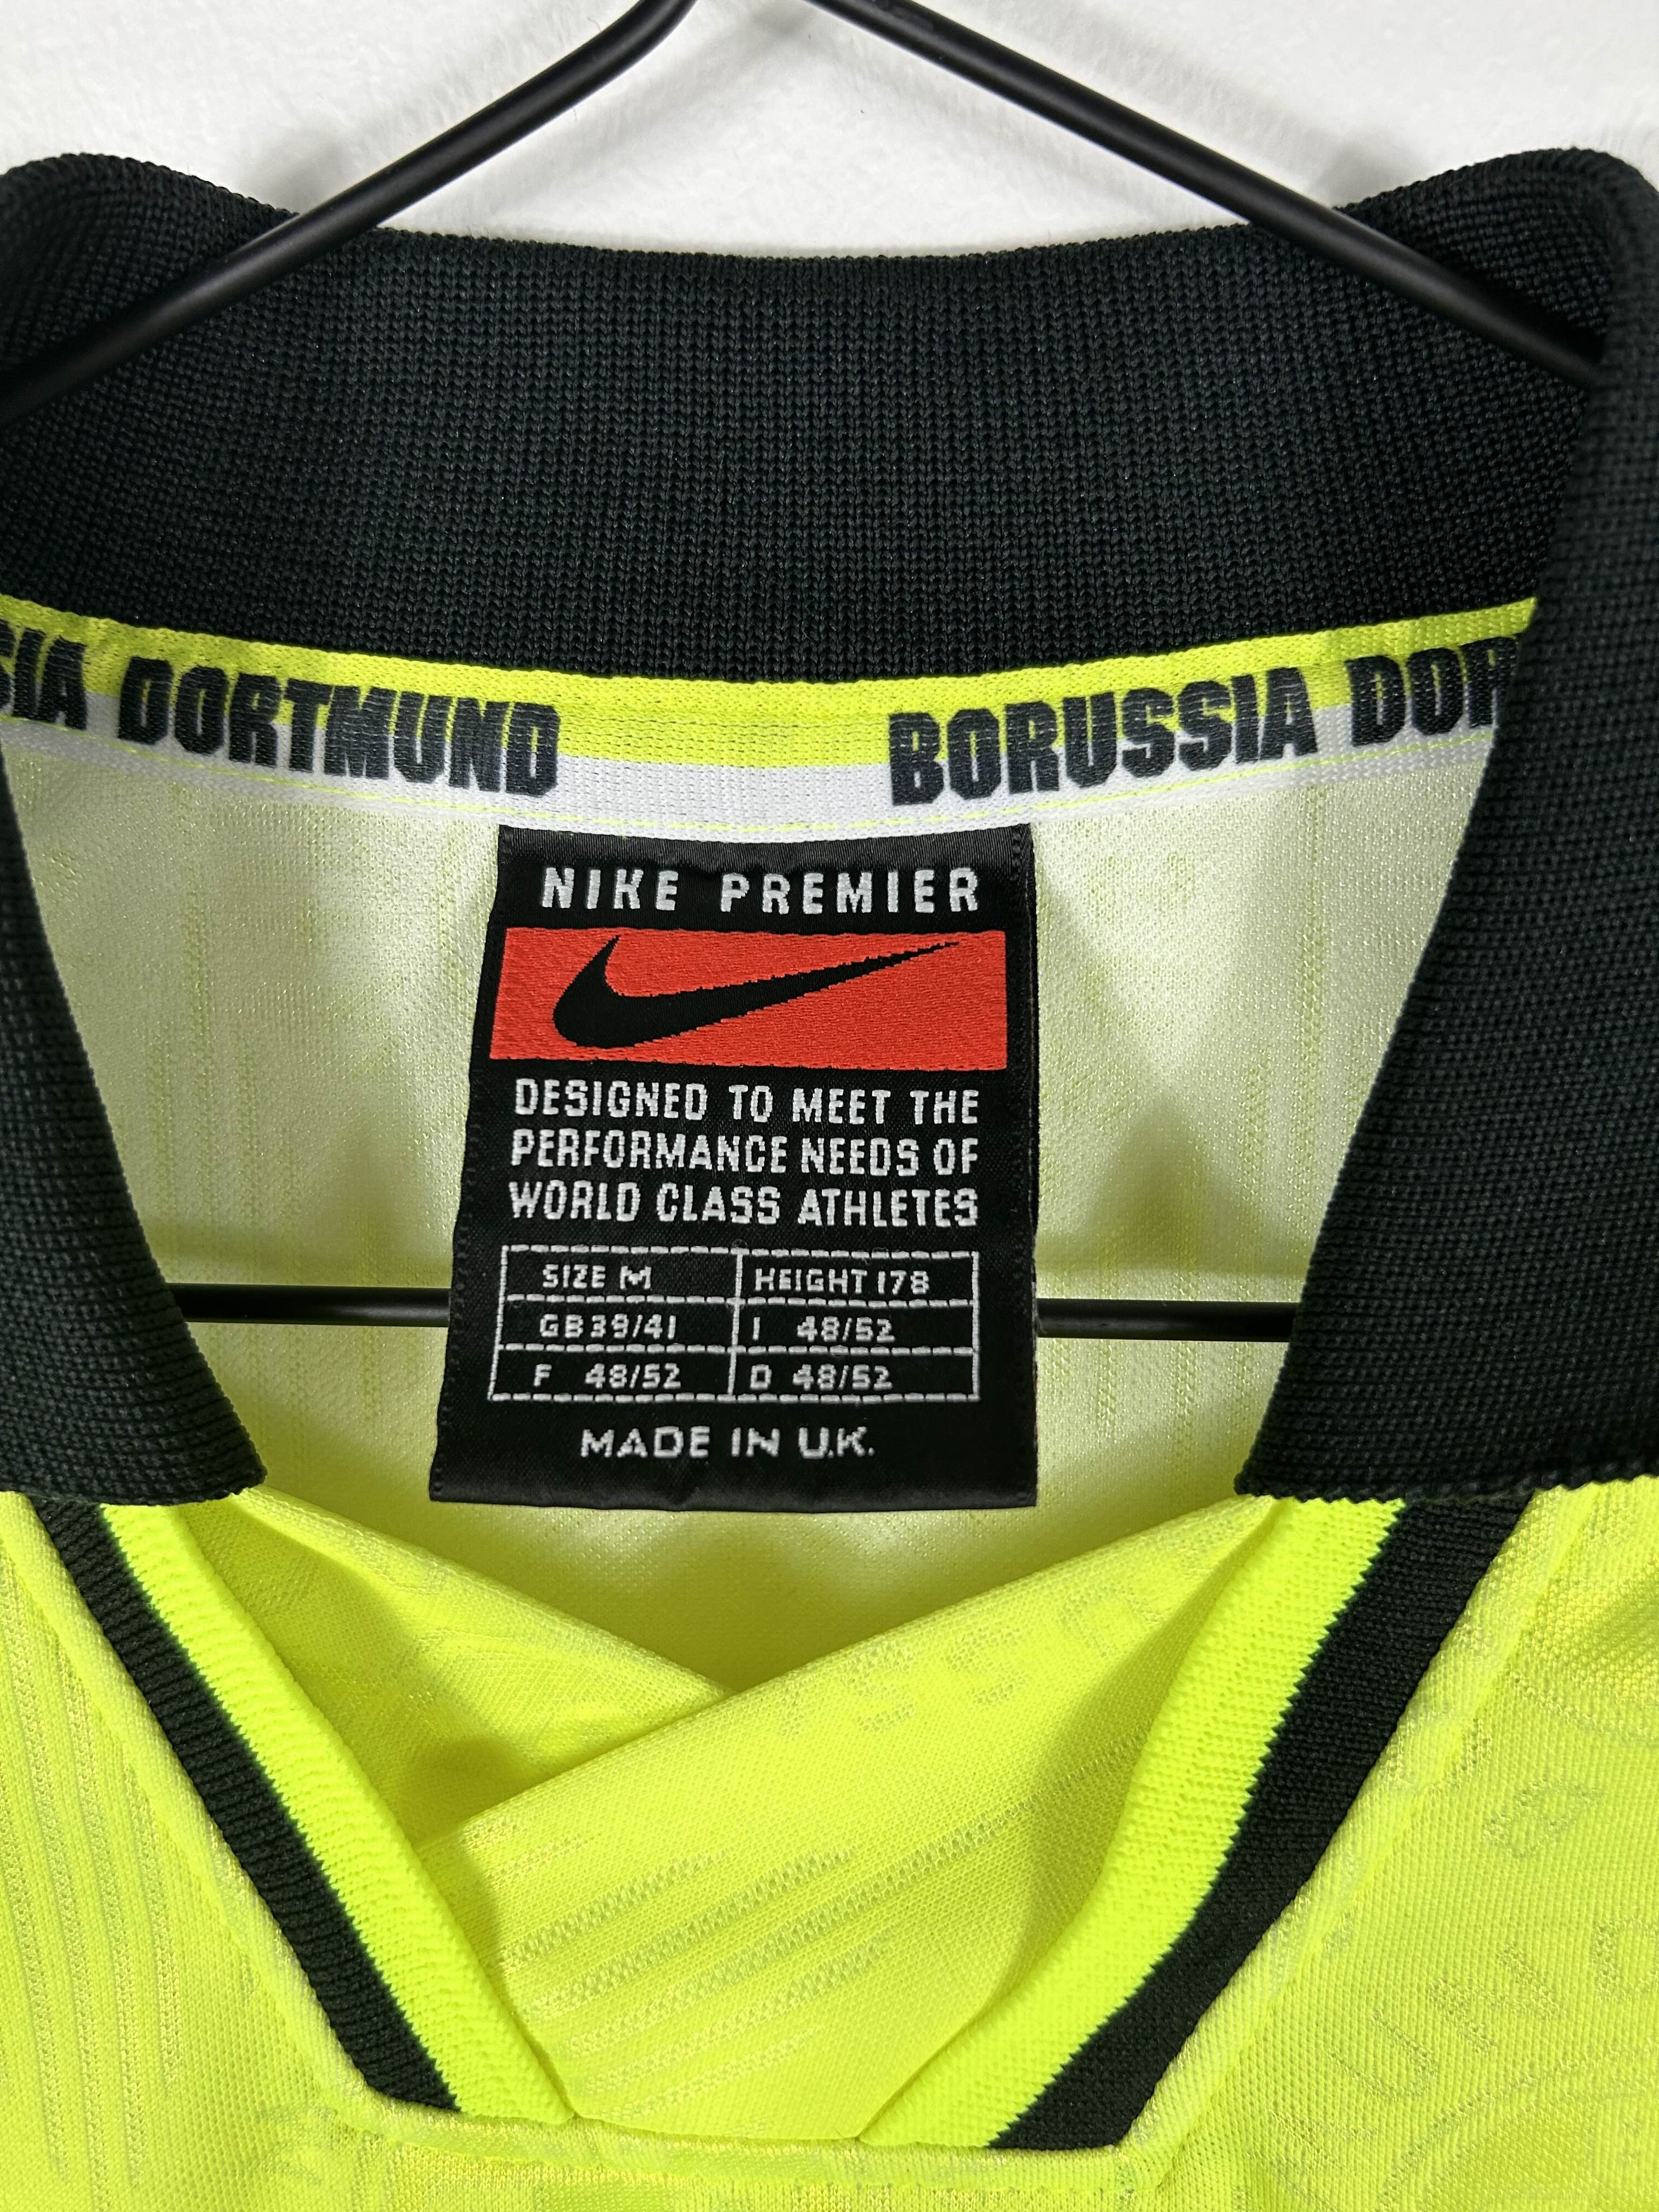 SIA DORTMUND BORUSSIA DOR
NIKE PREMIER
DESIGNED TO MEET THE
PERFORMANCE NEEDS OF
WORLD CLASS ATHLETES
SIZE M HEIGHT 178
GB39/41 I 48/52
F 48/52 D 48/52
MADE IN U.K.